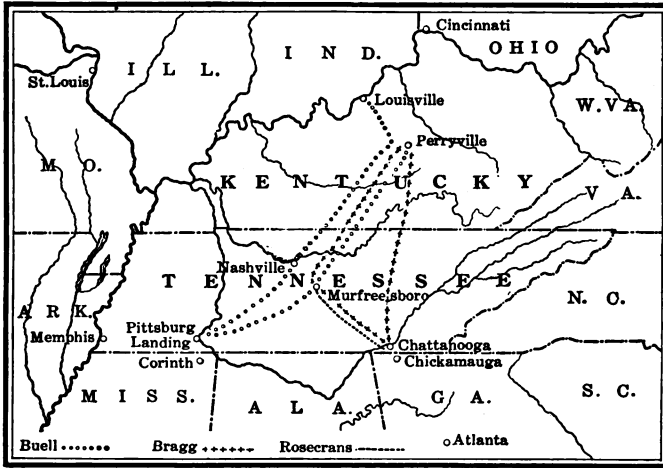 Cincinnati
OHIO
IND.
ILL.
St. Louis
Louisville
W.VA.
Perryville
MO.
KENTUCKY
VA.
Nashville
TENNESSEE
Murfreesboro
N.C.
ARK.
Memphis
Pittsburg
Landing
Chattahooga
Corinth
Chickamauga
MISS.
ALA.
GA.
S.C.
Buell
Bragg
Rosecrans
Atlanta